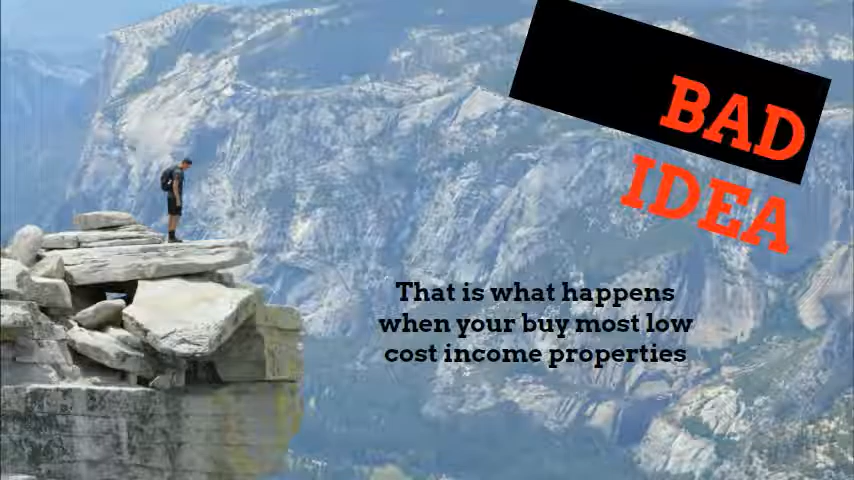 BAD
IDEA
That is what happens
when your buy most low
cost income properties